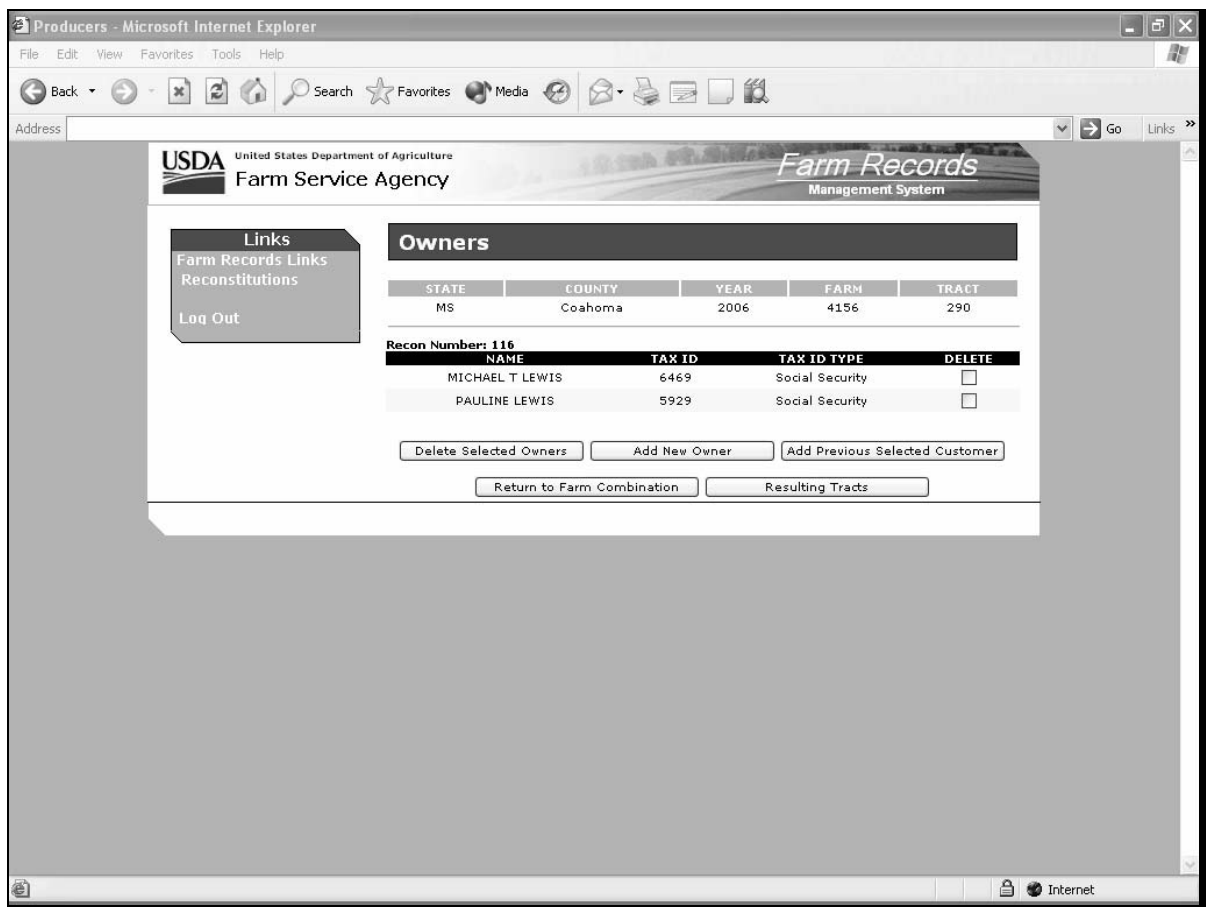 Producers - Microsoft Internet Explorer
File Edit View Favorites Tools Help
Back Search Favorites Media
Address Go Links »
USDA United States Department of Agriculture
Farm Service Agency
Farm Records
Management System
Links
Farm Records Links
Reconstitutions
Log Out
Owners
STATE COUNTY YEAR FARM TRACT
MS Coahoma 2006 4156 290
Recon Number: 116
NAME TAX ID TAX ID TYPE DELETE
MICHAEL T LEWIS 6469 Social Security
PAULINE LEWIS 5929 Social Security
Delete Selected Owners Add New Owner Add Previous Selected Customer
Return to Farm Combination Resulting Tracts
Internet